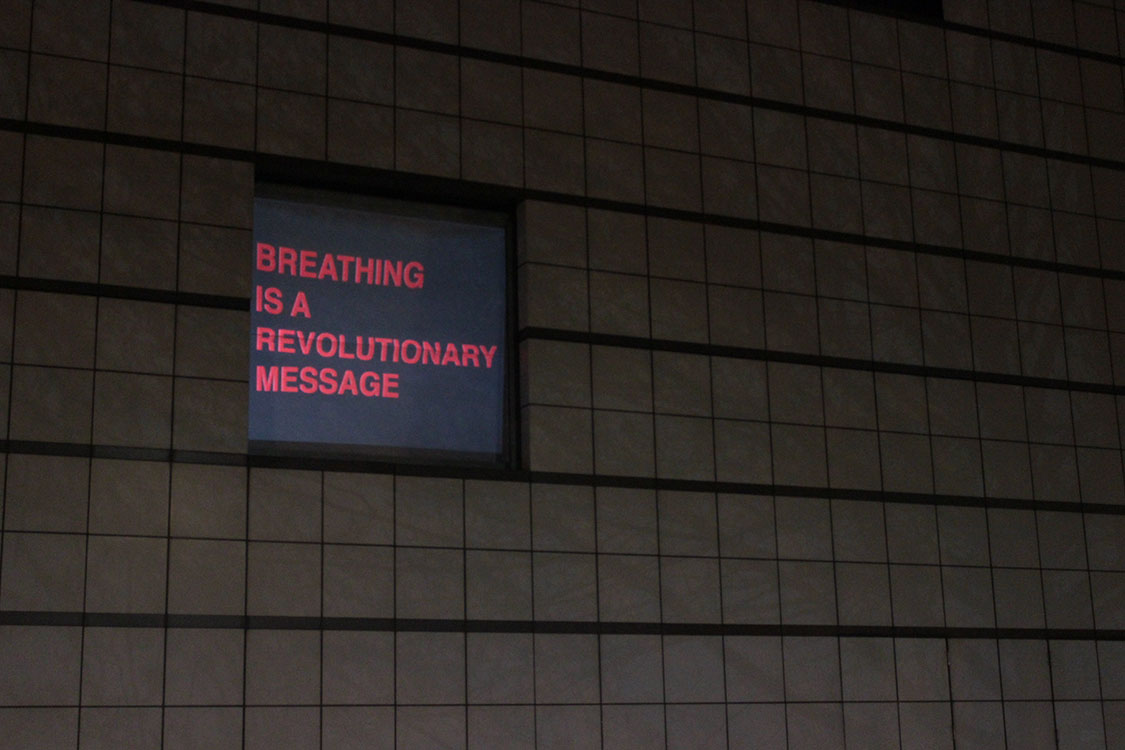 BREATHING
IS A
REVOLUTIONARY
MESSAGE